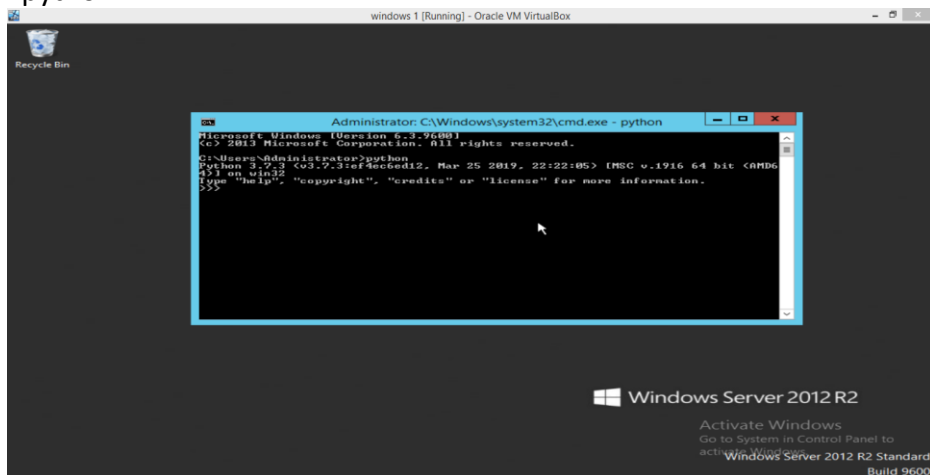 windows 1 [Running] - Oracle VM VirtualBox
Recycle Bin
Administrator: C:\Windows\system32\cmd.exe - python
Microsoft Windows [Version 6.3.9600]
(c) 2013 Microsoft Corporation. All rights reserved.
C:\Users\Administrator>python
Python 3.7.3 (v3.7.3:ef4ec6ed12, Mar 25 2019, 22:22:05) [MSC v.1916 64 bit (AMD6
4)] on win32
Type "help", "copyright", "credits" or "license" for more information.
>>>
Windows Server 2012 R2
Activate Windows
Go to System in Control Panel to
activate Windows.
Windows Server 2012 R2 Standard
Build 9600